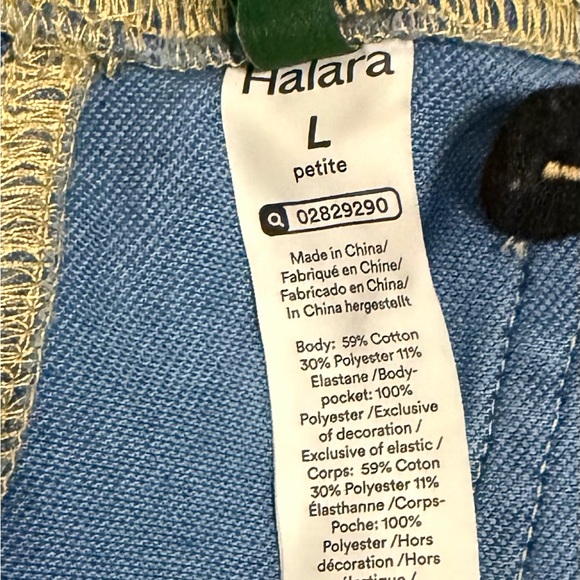 Halara
L
petite
02829290
Made in China/
Fabriqué en Chine/
Fabricado en China/
In China hergestellt
Body: 59% Cotton
30% Polyester 11%
Elastane /Body-
pocket: 100%
Polyester /Exclusive
of decoration /
Exclusive of elastic /
Corps: 59% Coton
30% Polyester 11%
Élasthanne /Corps-
Poche: 100%
Polyester /Hors
décoration /Hors